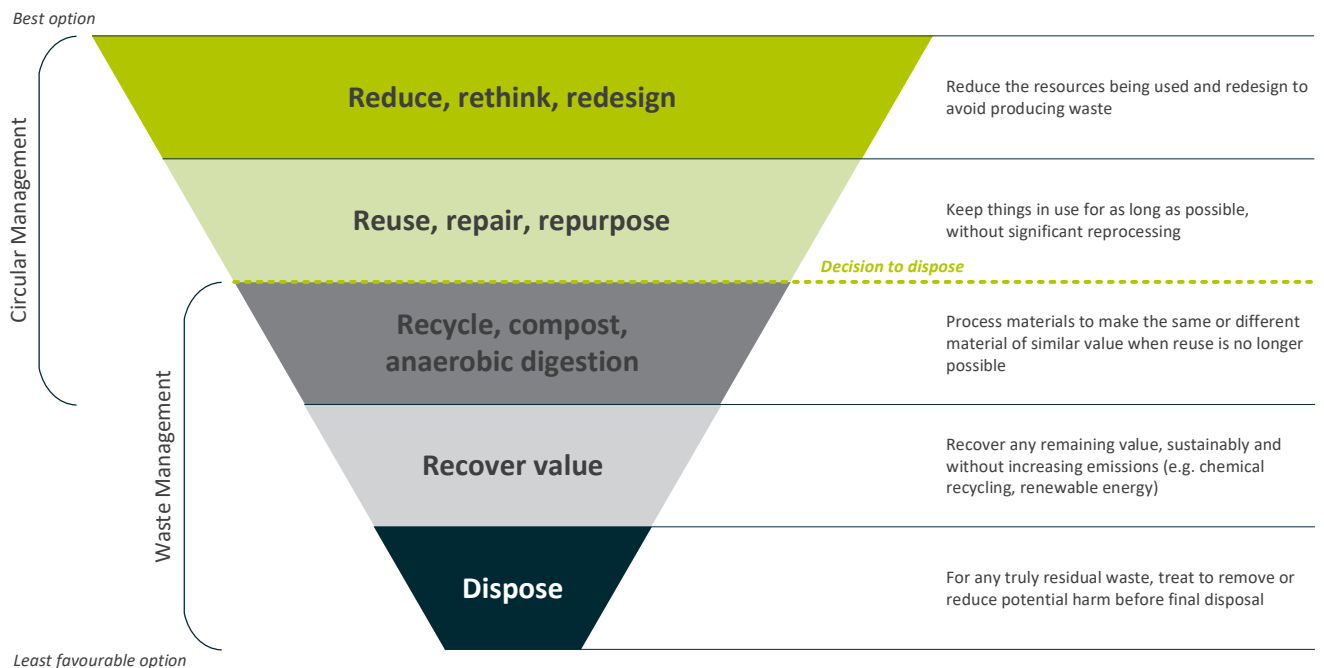 Best option
Circular Management
Waste Management
Reduce, rethink, redesign
Reduce the resources being used and redesign to
avoid producing waste
Reuse, repair, repurpose
Keep things in use for as long as possible,
without significant reprocessing
Decision to dispose
Recycle, compost,
anaerobic digestion
Process materials to make the same or different
material of similar value when reuse is no longer
possible
Recover value
Recover any remaining value, sustainably and
without increasing emissions (e.g. chemical
recycling, renewable energy)
Dispose
For any truly residual waste, treat to remove or
reduce potential harm before final disposal
Least favourable option